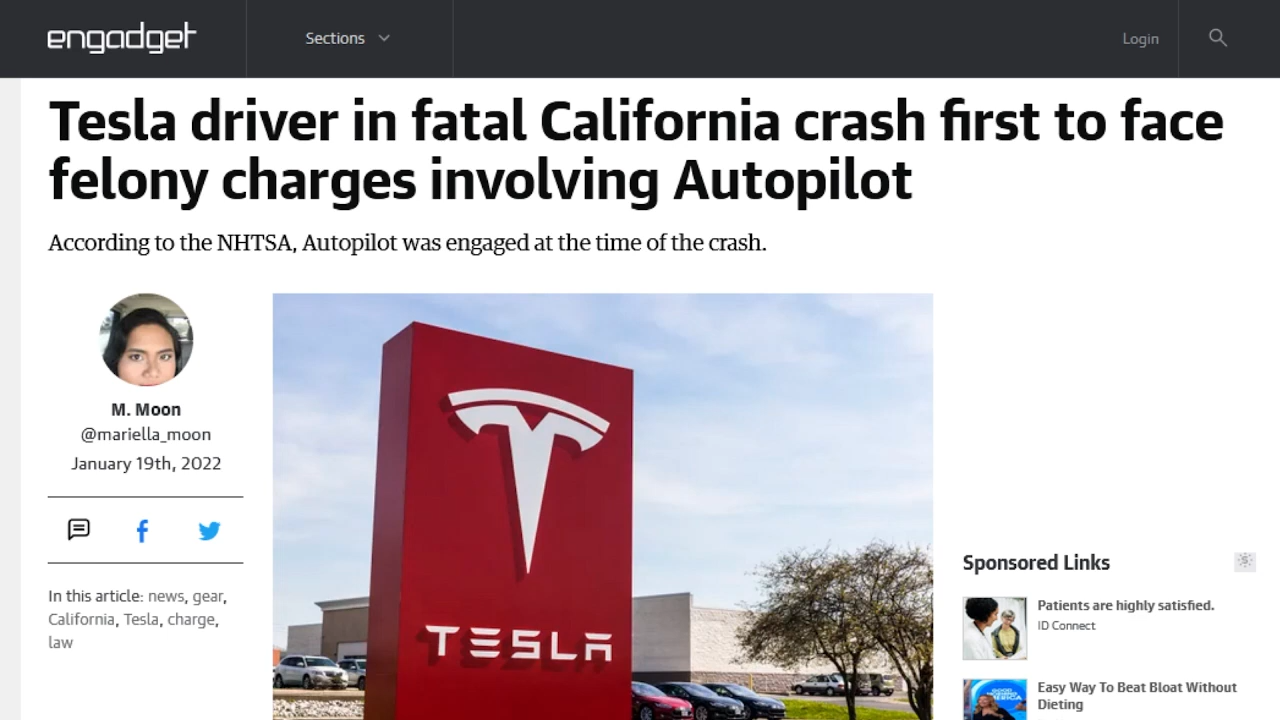 engadget
Sections
Login
Tesla driver in fatal California crash first to face
felony charges involving Autopilot
According to the NHTSA, Autopilot was engaged at the time of the crash.
M. Moon
@mariella_moon
January 19th, 2022
In this article: news, gear,
California, Tesla, charge,
law
TESLA
Sponsored Links
Patients are highly satisfied.
ID Connect
Easy Way To Beat Bloat Without
Dieting